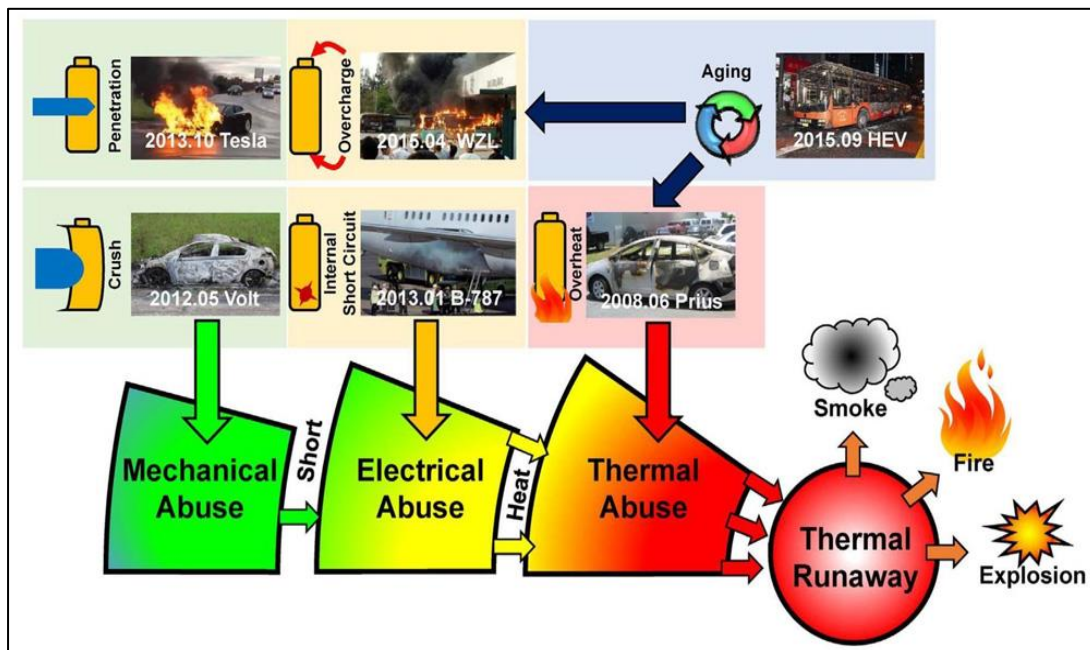 Penetration
2013.10 Tesla
Overcharge
2015.04 WZL
Aging
2015.09 HEV
Crush
2012.05 Volt
Internal
Short Circuit
2013.01 B-787
Overheat
2008.06 Prius
Mechanical
Abuse
Short
Electrical
Abuse
Heat
Thermal
Abuse
Smoke
Fire
Thermal
Runaway
Explosion